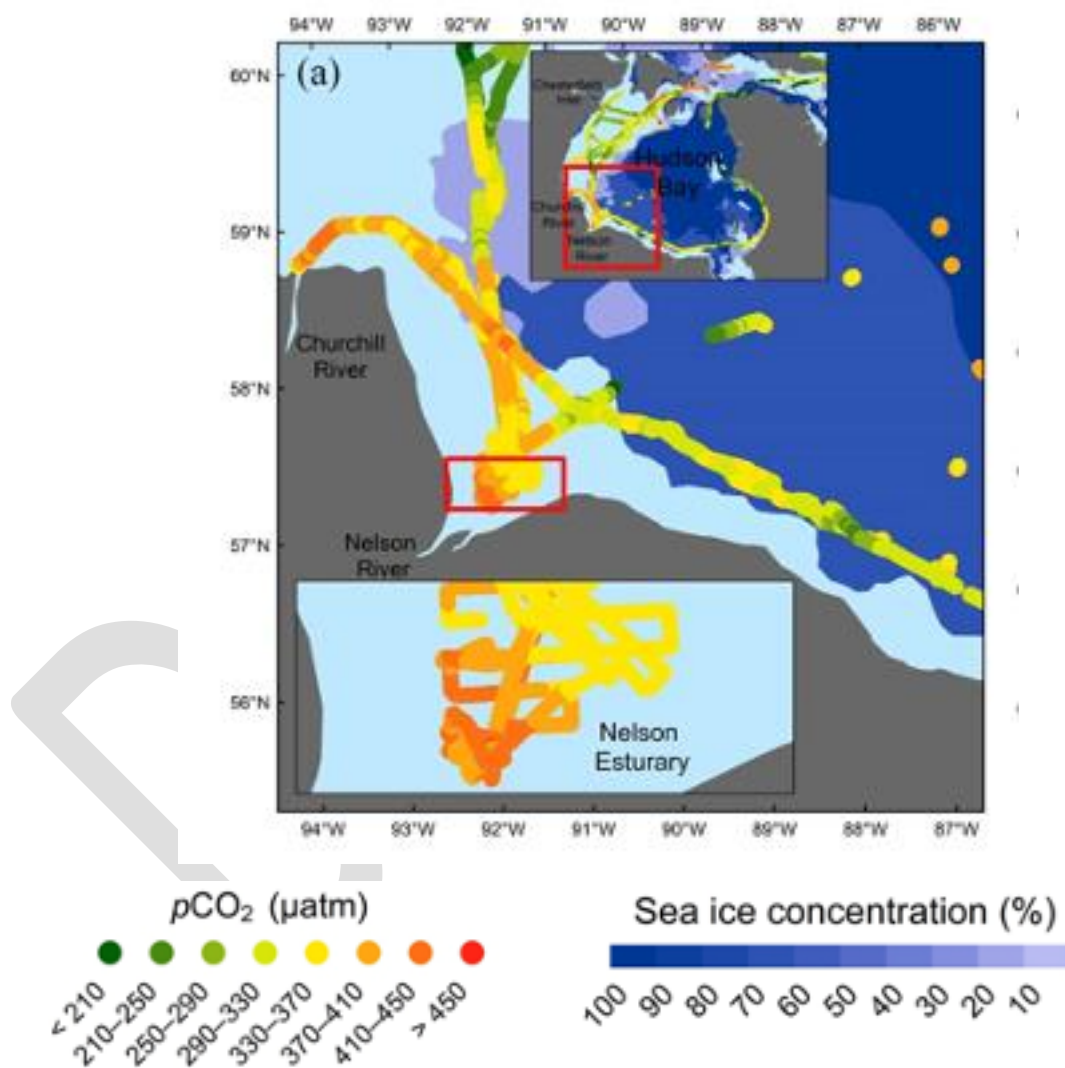 94°W 93°W 92°W 91°W 90°W 89°W 88°W 86°W
60°N
(a)
Chesterfield
Inlet
Hudson
Bay
59°N
Churchill
River
Nelson
River
Churchill
River
58°N
57°N
Nelson
River
56°N
Nelson
Esturary
94°W 93°W 92°W 91°W 90°W 89°W 88°W 87°W
pCO₂ (µatm)
< 210
210–250
250–290
290–330
330–370
370–410
410–450
> 450
Sea ice concentration (%)
100 90 80 70 60 50 40 30 20 10